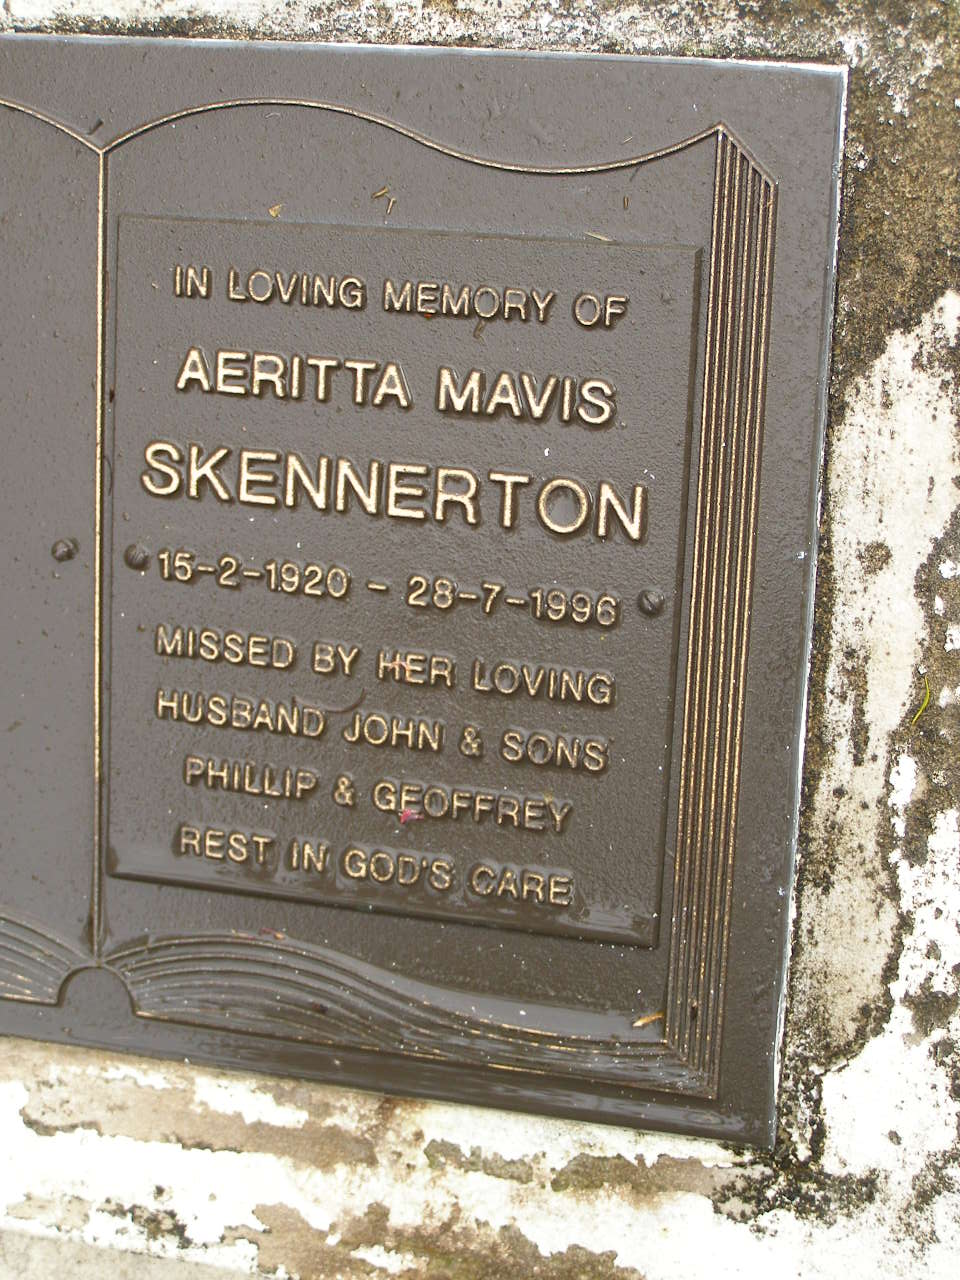 IN LOVING MEMORY OF
AERITTA MAVIS
SKENNERTON
15-2-1920 - 28-7-1996
MISSED BY HER LOVING
HUSBAND JOHN & SONS
PHILLIP & GEOFFREY
REST IN GOD'S CARE